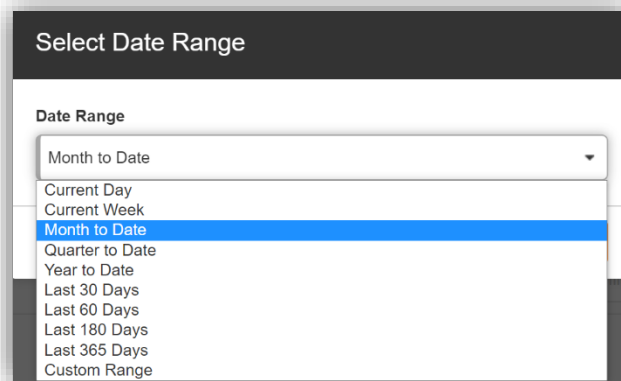 Select Date Range
Date Range
Month to Date
Current Day
Current Week
Month to Date
Quarter to Date
Year to Date
Last 30 Days
Last 60 Days
Last 180 Days
Last 365 Days
Custom Range